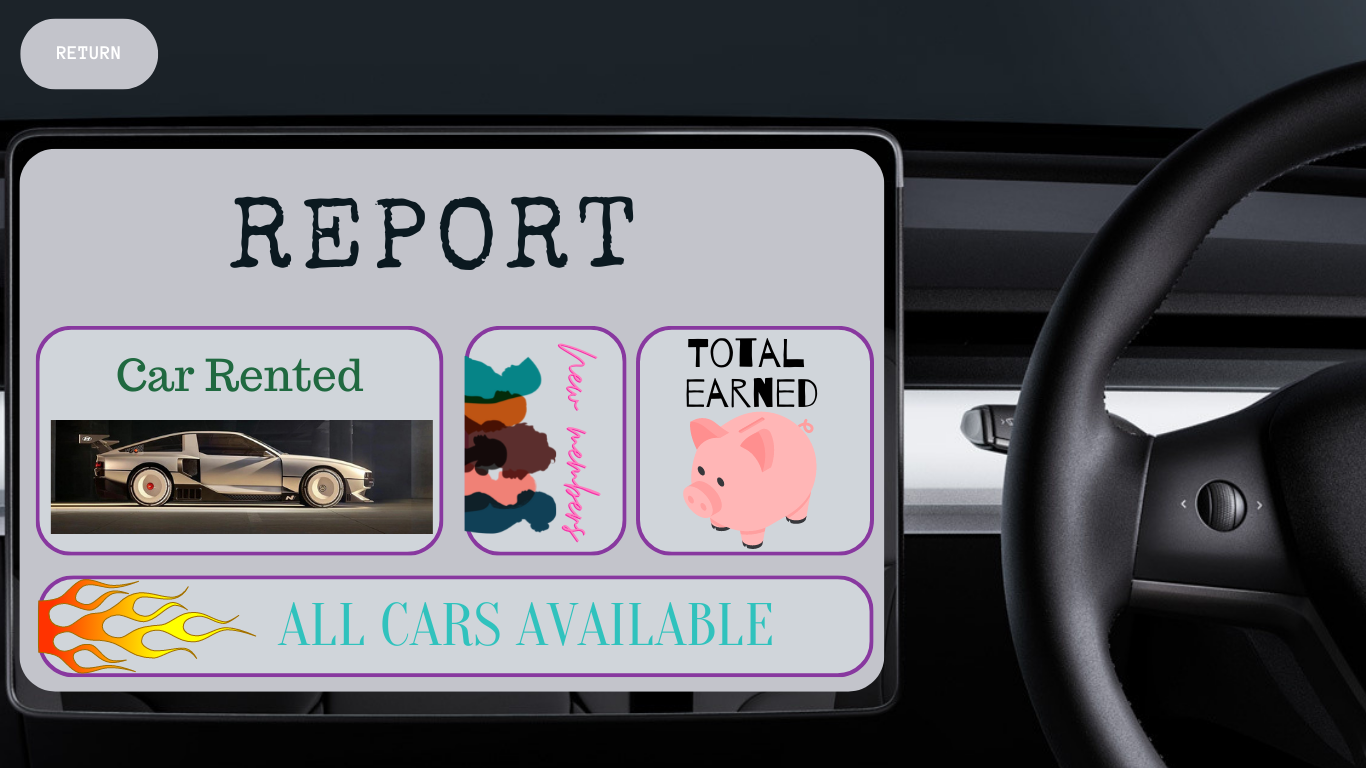 RETURN
REPORT
Car Rented
New members
TOTAL
EARNED
ALL CARS AVAILABLE